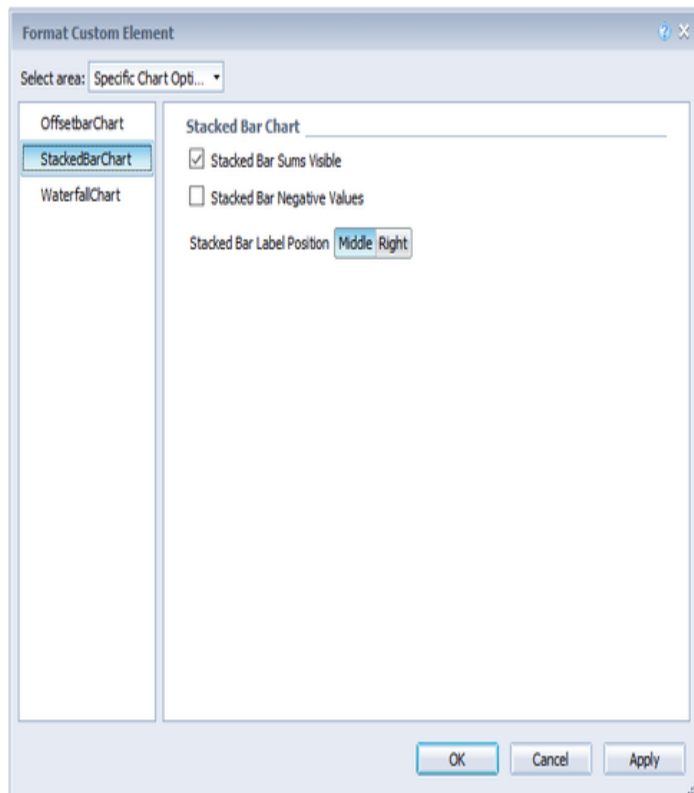 Format Custom Element
Select area: Specific Chart Opti...
OffsetbarChart
StackedBarChart
WaterfallChart
Stacked Bar Chart
Stacked Bar Sums Visible
Stacked Bar Negative Values
Stacked Bar Label Position Middle Right
OK Cancel Apply